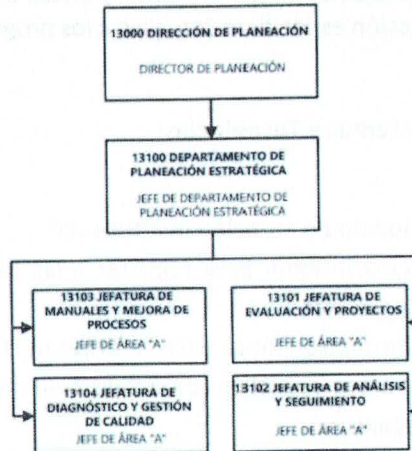 13000 DIRECCIÓN DE PLANEACIÓN
DIRECTOR DE PLANEACIÓN
13100 DEPARTAMENTO DE
PLANEACIÓN ESTRATÉGICA
JEFE DE DEPARTAMENTO DE
PLANEACIÓN ESTRATÉGICA
13103 JEFATURA DE
MANUALES Y MEJORA DE
PROCESOS
JEFE DE ÁREA "A"
13101 JEFATURA DE
EVALUACIÓN Y PROYECTOS
JEFE DE ÁREA "A"
13104 JEFATURA DE
DIAGNÓSTICO Y GESTIÓN
DE CALIDAD
JEFE DE ÁREA "A"
13102 JEFATURA DE ANÁLISIS
Y SEGUIMIENTO
JEFE DE ÁREA "A"